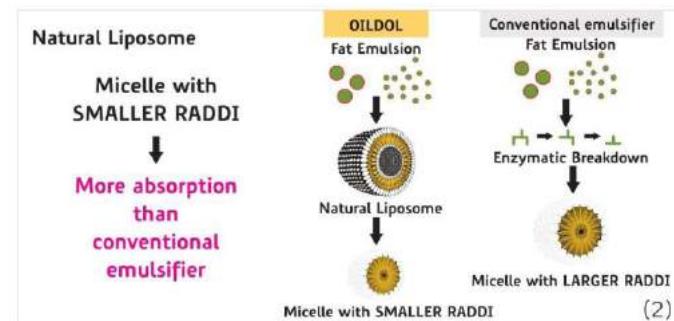 Natural Liposome
Micelle with
SMALLER RADDI
More absorption
than
conventional
emulsifier
OILDOL
Fat Emulsion
Natural Liposome
Micelle with SMALLER RADDI
Conventional emulsifier
Fat Emulsion
Enzymatic Breakdown
Micelle with LARGER RADDI
(2)